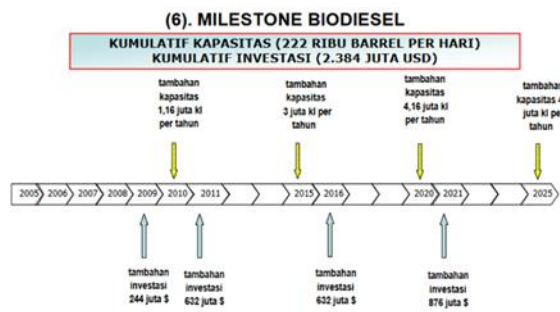 (6). MILESTONE BIODIESEL
KUMULATIF KAPASITAS (222 RIBU BARREL PER HARI)
KUMULATIF INVESTASI (2.384 JUTA USD)
tambahan
kapasitas
1,16 juta kl
per tahun
tambahan
kapasitas
3 juta kl per
tahun
tambahan
kapasitas
4,16 juta kl
per tahun
tambahan
kapasitas 4
juta kl pe
tahun
2005 2006 2007 2008 2009 2010 2011 2015 2016 2020 2021 2025
tambahan
investasi
244 juta $
tambahan
investasi
632 juta $
tambahan
investasi
632 juta $
tambahan
investasi
876 juta $